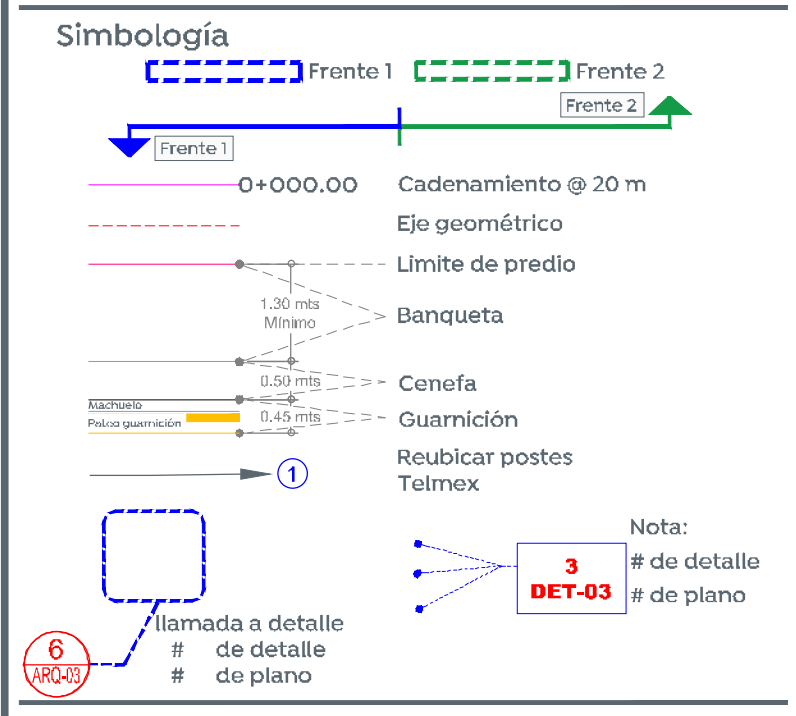 Simbología
Frente 1
Frente 2
Frente 2
Frente 1
0+000.00 Cadenamiento @ 20 m
Eje geométrico
Limite de predio
1.30 mts
Mínimo
Banqueta
0.50 mts Cenefa
Machuelo
Patea guarnición 0.45 mts Guarnición
1
Reubicar postes
Telmex
Nota:
3 # de detalle
DET-03 # de plano
llamada a detalle
# de detalle
# de plano
6
ARQ-03